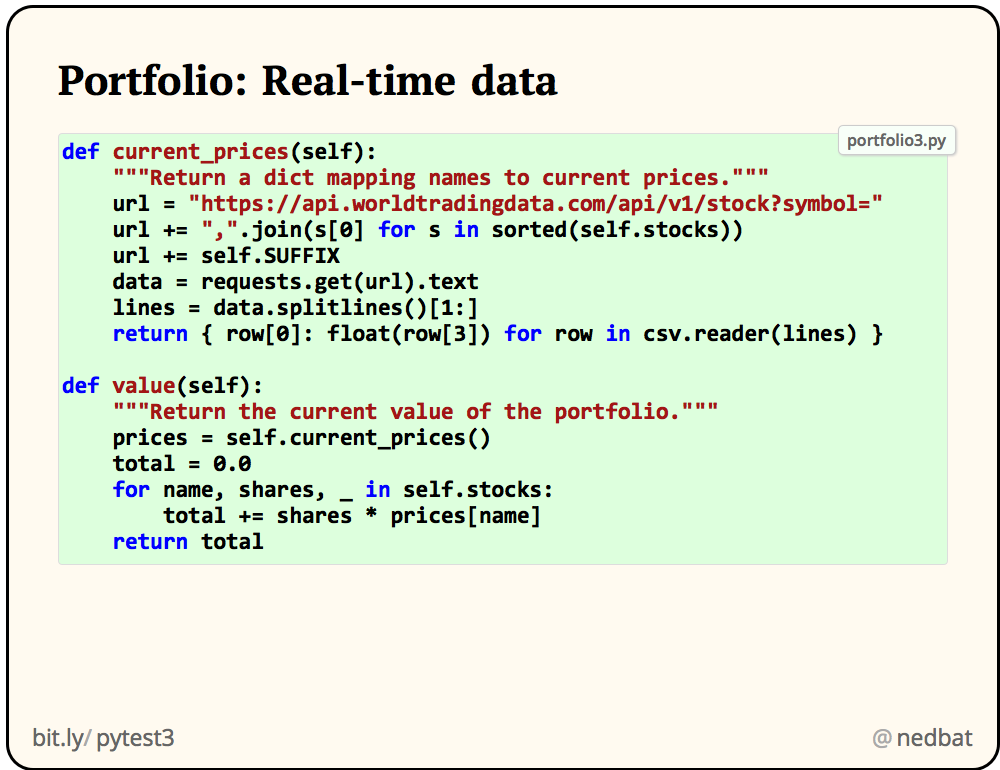 Portfolio: Real-time data
portfolio3.py
def current_prices(self):
    """Return a dict mapping names to current prices."""
    url = "https://api.worldtradingdata.com/api/v1/stock?symbol="
    url += ",".join(s[0] for s in sorted(self.stocks))
    url += self.SUFFIX
    data = requests.get(url).text
    lines = data.splitlines()[1:]
    return { row[0]: float(row[3]) for row in csv.reader(lines) }

def value(self):
    """Return the current value of the portfolio."""
    prices = self.current_prices()
    total = 0.0
    for name, shares, _ in self.stocks:
        total += shares * prices[name]
    return total
bit.ly/pytest3
@nedbat